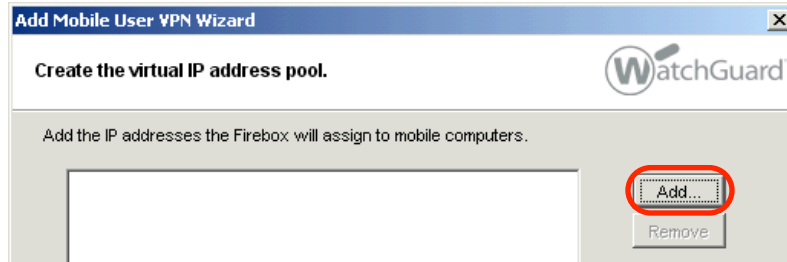 Add Mobile User VPN Wizard
Create the virtual IP address pool.
WatchGuard
Add the IP addresses the Firebox will assign to mobile computers.
Add...
Remove